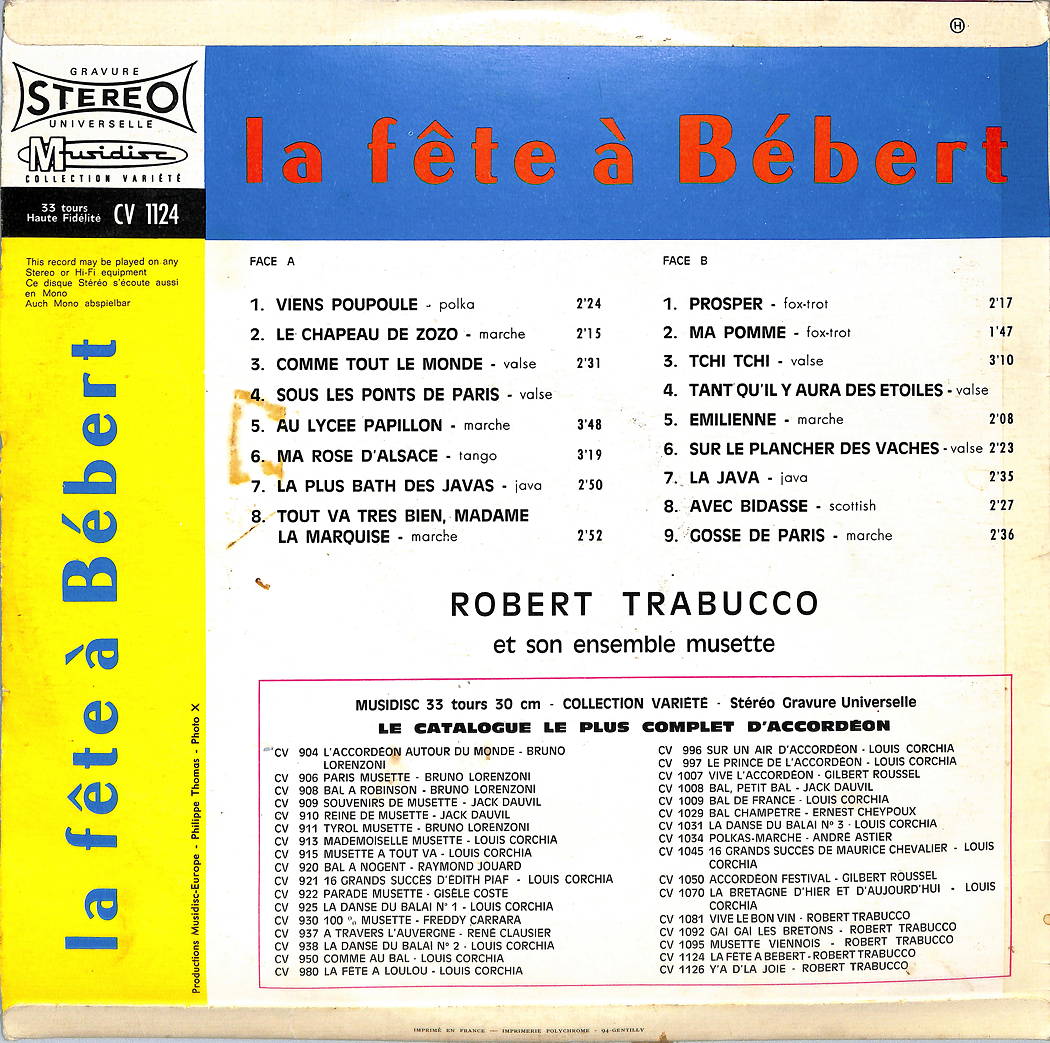 H
GRAVURE
STEREO
UNIVERSELLE
Musidisc
COLLECTION VARIÉTÉ
33 tours
Haute Fidélité CV 1124
la fête à Bébert
This record may be played on any
Stereo or Hi-Fi equipment
Ce disque Stéréo s'écoute aussi
en Mono
Auch Mono abspielbar
la fête à Bébert
Productions Musidisc-Europe - Philippe Thomas - Photo X
FACE A
1. VIENS POUPOULE - polka 2'24
2. LE CHAPEAU DE ZOZO - marche 2'15
3. COMME TOUT LE MONDE - valse 2'31
4. SOUS LES PONTS DE PARIS - valse
5. AU LYCEE PAPILLON - marche 3'48
6. MA ROSE D'ALSACE - tango 3'19
7. LA PLUS BATH DES JAVAS - java 2'50
8. TOUT VA TRES BIEN, MADAME
LA MARQUISE - marche 2'52
FACE B
1. PROSPER - fox-trot 2'17
2. MA POMME - fox-trot 1'47
3. TCHI TCHI - valse 3'10
4. TANT QU'IL Y AURA DES ETOILES - valse
5. EMILIENNE - marche 2'08
6. SUR LE PLANCHER DES VACHES - valse 2'23
7. LA JAVA - java 2'35
8. AVEC BIDASSE - scottish 2'27
9. GOSSE DE PARIS - marche 2'36
ROBERT TRABUCCO
et son ensemble musette
MUSIDISC 33 tours 30 cm - COLLECTION VARIÉTÉ - Stéréo Gravure Universelle
LE CATALOGUE LE PLUS COMPLET D'ACCORDÉON
CV 904 L'ACCORDÉON AUTOUR DU MONDE - BRUNO
LORENZONI
CV 906 PARIS MUSETTE - BRUNO LORENZONI
CV 908 BAL A ROBINSON - BRUNO LORENZONI
CV 909 SOUVENIRS DE MUSETTE - JACK DAUVIL
CV 910 REINE DE MUSETTE - JACK DAUVIL
CV 911 TYROL MUSETTE - BRUNO LORENZONI
CV 913 MADEMOISELLE MUSETTE - LOUIS CORCHIA
CV 915 MUSETTE A TOUT VA - LOUIS CORCHIA
CV 920 BAL A NOGENT - RAYMOND JOUARD
CV 921 16 GRANDS SUCCÈS D'ÉDITH PIAF - LOUIS CORCHIA
CV 922 PARADE MUSETTE - GISÈLE COSTE
CV 925 LA DANSE DU BALAI N° 1 - LOUIS CORCHIA
CV 930 100 % MUSETTE - FREDDY CARRARA
CV 937 A TRAVERS L'AUVERGNE - RENÉ CLAUSIER
CV 938 LA DANSE DU BALAI N° 2 - LOUIS CORCHIA
CV 950 COMME AU BAL - LOUIS CORCHIA
CV 980 LA FÊTE A LOULOU - LOUIS CORCHIA
CV 996 SUR UN AIR D'ACCORDÉON - LOUIS CORCHIA
CV 997 LE PRINCE DE L'ACCORDÉON - LOUIS CORCHIA
CV 1007 VIVE L'ACCORDÉON - GILBERT ROUSSEL
CV 1008 BAL, PETIT BAL - JACK DAUVIL
CV 1009 BAL DE FRANCE - LOUIS CORCHIA
CV 1029 BAL CHAMPÊTRE - ERNEST CHEYPOUX
CV 1031 LA DANSE DU BALAI N° 3 - LOUIS CORCHIA
CV 1034 POLKAS-MARCHE - ANDRÉ ASTIER
CV 1045 16 GRANDS SUCCÈS DE MAURICE CHEVALIER - LOUIS
CORCHIA
CV 1050 ACCORDÉON FESTIVAL - GILBERT ROUSSEL
CV 1070 LA BRETAGNE D'HIER ET D'AUJOURD'HUI - LOUIS
CORCHIA
CV 1081 VIVE LE BON VIN - ROBERT TRABUCCO
CV 1092 GAI GAI LES BRETONS - ROBERT TRABUCCO
CV 1095 MUSETTE VIENNOIS - ROBERT TRABUCCO
CV 1124 LA FÊTE A BÉBERT - ROBERT TRABUCCO
CV 1126 Y'A D'LA JOIE - ROBERT TRABUCCO
IMPRIMÉ EN FRANCE — IMPRIMERIE POLYCHROME - 94-GENTILLY